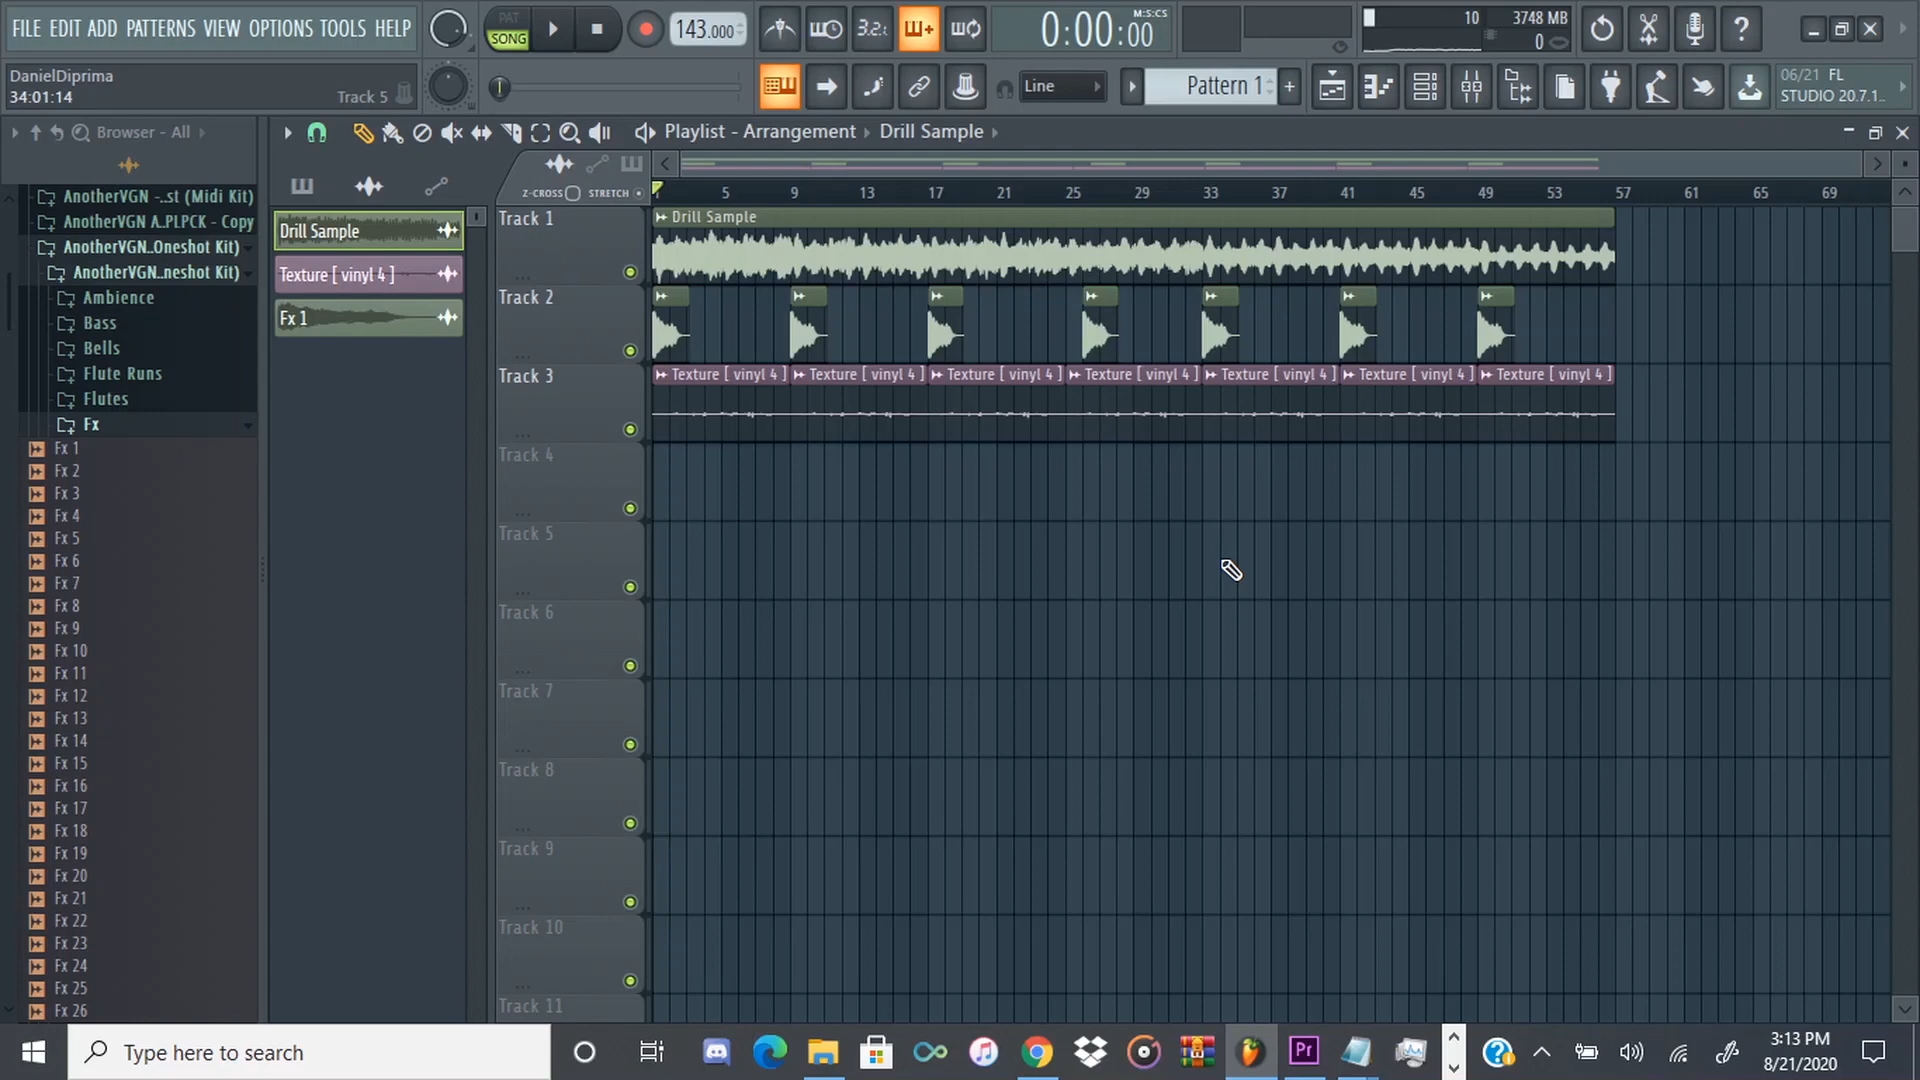 FILE EDIT ADD PATTERNS VIEW OPTIONS TOOLS HELP
PAT
SONG
143.000
3.2.
M:S:CS
0:00:00
10
3748 MB
0
DanielDiprima
34:01:14
Track 5
Line
Pattern 1
+
06/21 FL
STUDIO 20.7.1..
Browser - All
Playlist - Arrangement › Drill Sample
Z-CROSS
STRETCH
5 9 13 17 21 25 29 33 37 41 45 49 53 57 61 65 69
AnotherVGN -..st (Midi Kit)
AnotherVGN A..PLPCK - Copy
AnotherVGN..Oneshot Kit)
AnotherVGN..neshot Kit)
Ambience
Bass
Bells
Flute Runs
Flutes
Fx
Fx 1
Fx 2
Fx 3
Fx 4
Fx 5
Fx 6
Fx 7
Fx 8
Fx 9
Fx 10
Fx 11
Fx 12
Fx 13
Fx 14
Fx 15
Fx 16
Fx 17
Fx 18
Fx 19
Fx 20
Fx 21
Fx 22
Fx 23
Fx 24
Fx 25
Fx 26
Drill Sample
Texture [ vinyl 4 ]
Fx 1
Track 1
Drill Sample
Track 2
Track 3
Texture [ vinyl 4 ] Texture [ vinyl 4 ] Texture [ vinyl 4 ] Texture [ vinyl 4 ] Texture [ vinyl 4 ] Texture [ vinyl 4 ] Texture [ vinyl 4 ]
Track 4
Track 5
Track 6
Track 7
Track 8
Track 9
Track 10
Track 11
Type here to search
Pr
3:13 PM
8/21/2020